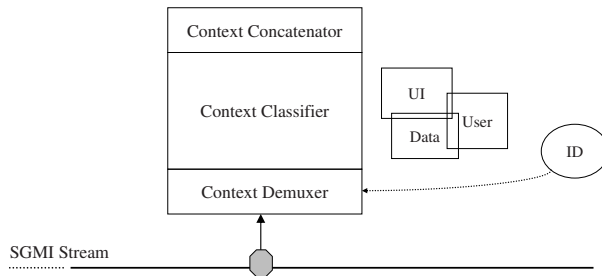 Context Concatenator
Context Classifier
UI
User
Data
ID
Context Demuxer
SGMI Stream